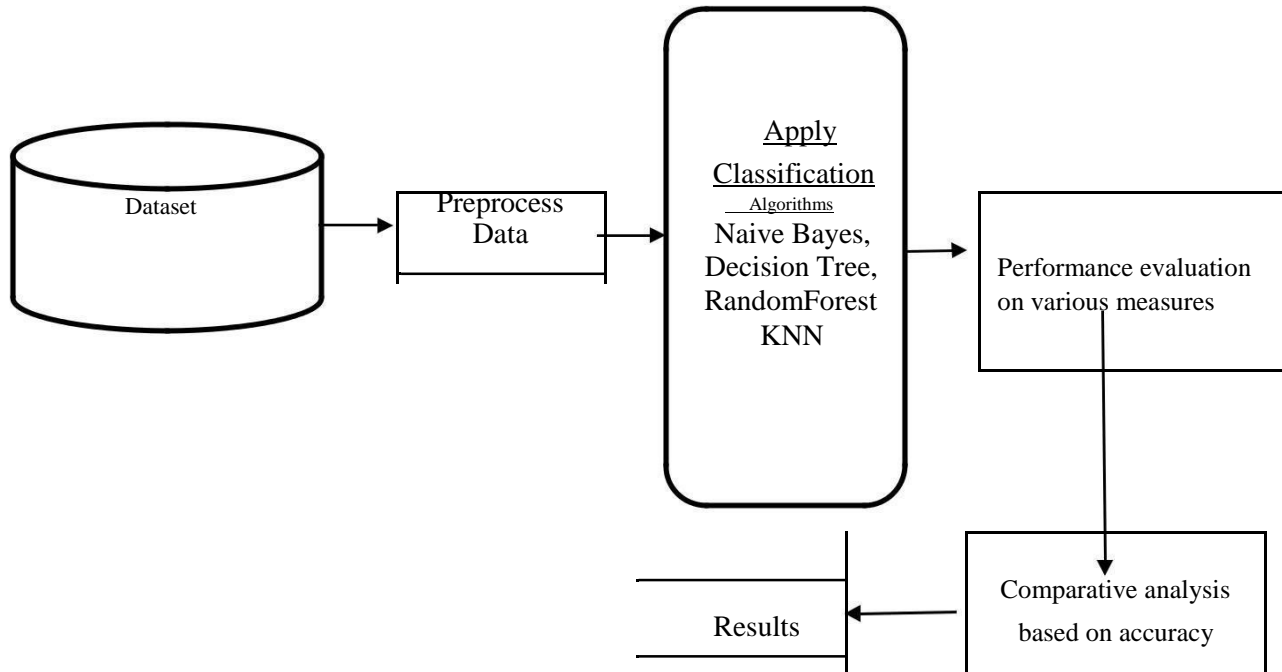 Dataset
Preprocess
Data
Apply
Classification
Algorithms
Naive Bayes,
Decision Tree,
RandomForest
KNN
Performance evaluation
on various measures
Comparative analysis
based on accuracy
Results